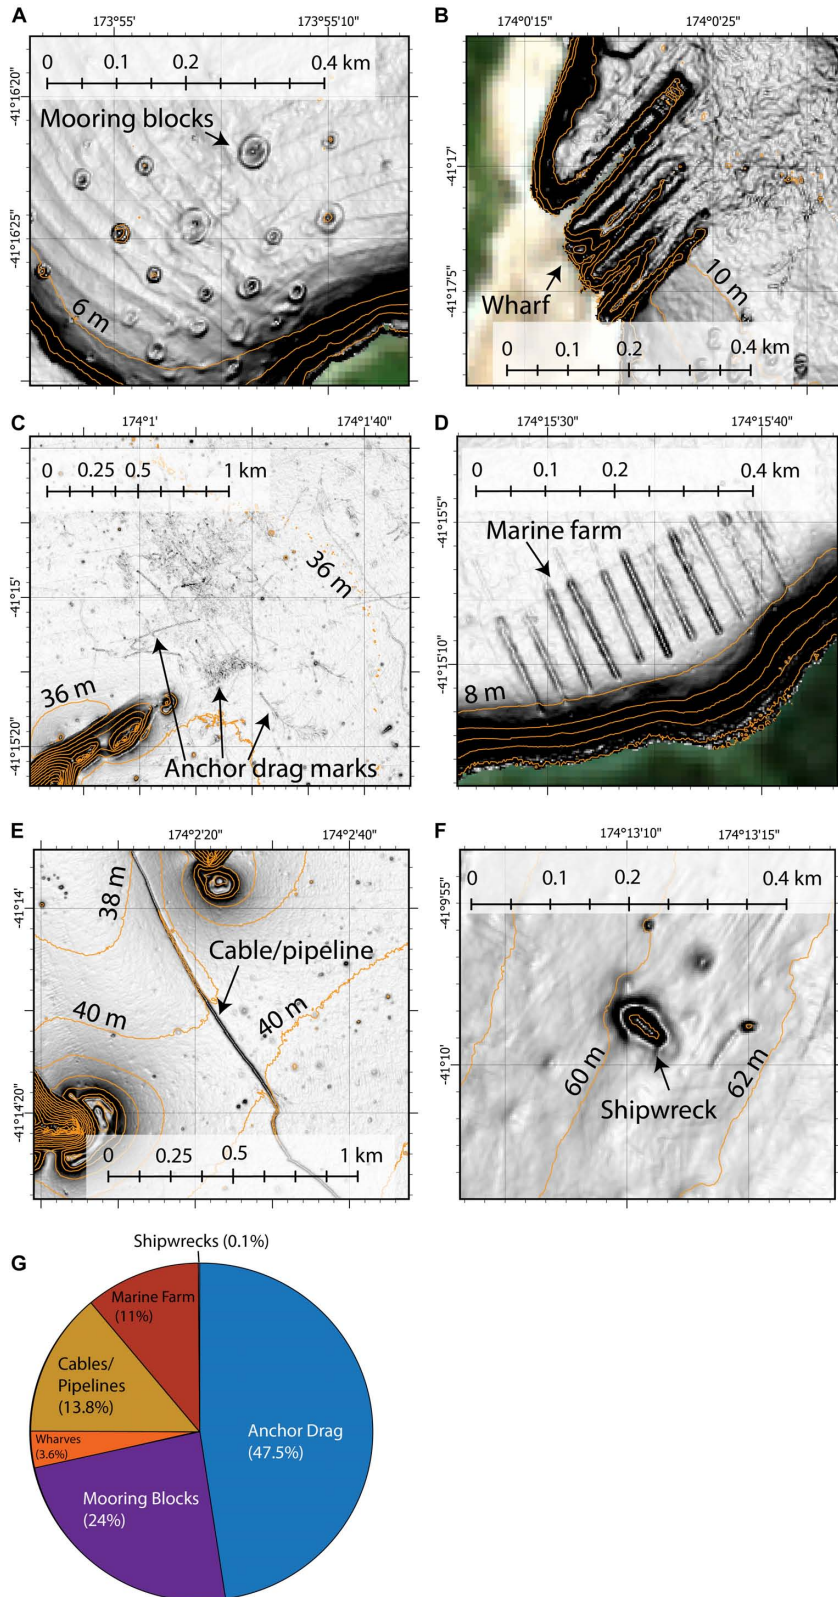 A
173°55'
173°55'10"
0 0.1 0.2 0.4 km
-41°16'20"
Mooring blocks
-41°16'25"
6 m
B
174°0'15"
174°0'25"
-41°17'
-41°17'5"
10 m
Wharf
0 0.1 0.2 0.4 km
C
174°1'
174°1'40"
0 0.25 0.5 1 km
-41°15'
36 m
36 m
-41°15'20"
Anchor drag marks
D
174°15'30"
174°15'40"
0 0.1 0.2 0.4 km
-41°15'5"
Marine farm
-41°15'10"
8 m
E
174°2'20"
174°2'40"
-41°14'
38 m
Cable/pipeline
40 m
40 m
-41°14'20"
0 0.25 0.5 1 km
F
174°13'10"
174°13'15"
-41°9'55"
0 0.1 0.2 0.4 km
-41°10'
60 m
62 m
Shipwreck
G
Shipwrecks (0.1%)
Marine Farm
(11%)
Cables/
Pipelines
(13.8%)
Wharves
(3.6%)
Anchor Drag
(47.5%)
Mooring Blocks
(24%)